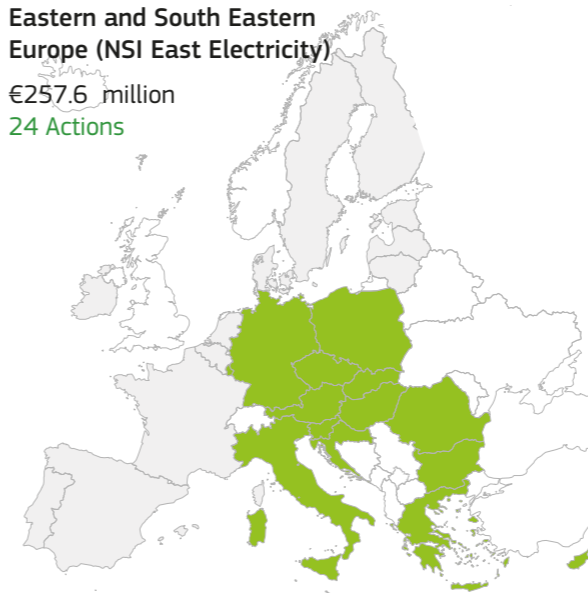 Eastern and South Eastern
Europe (NSI East Electricity)
€257.6 million
24 Actions